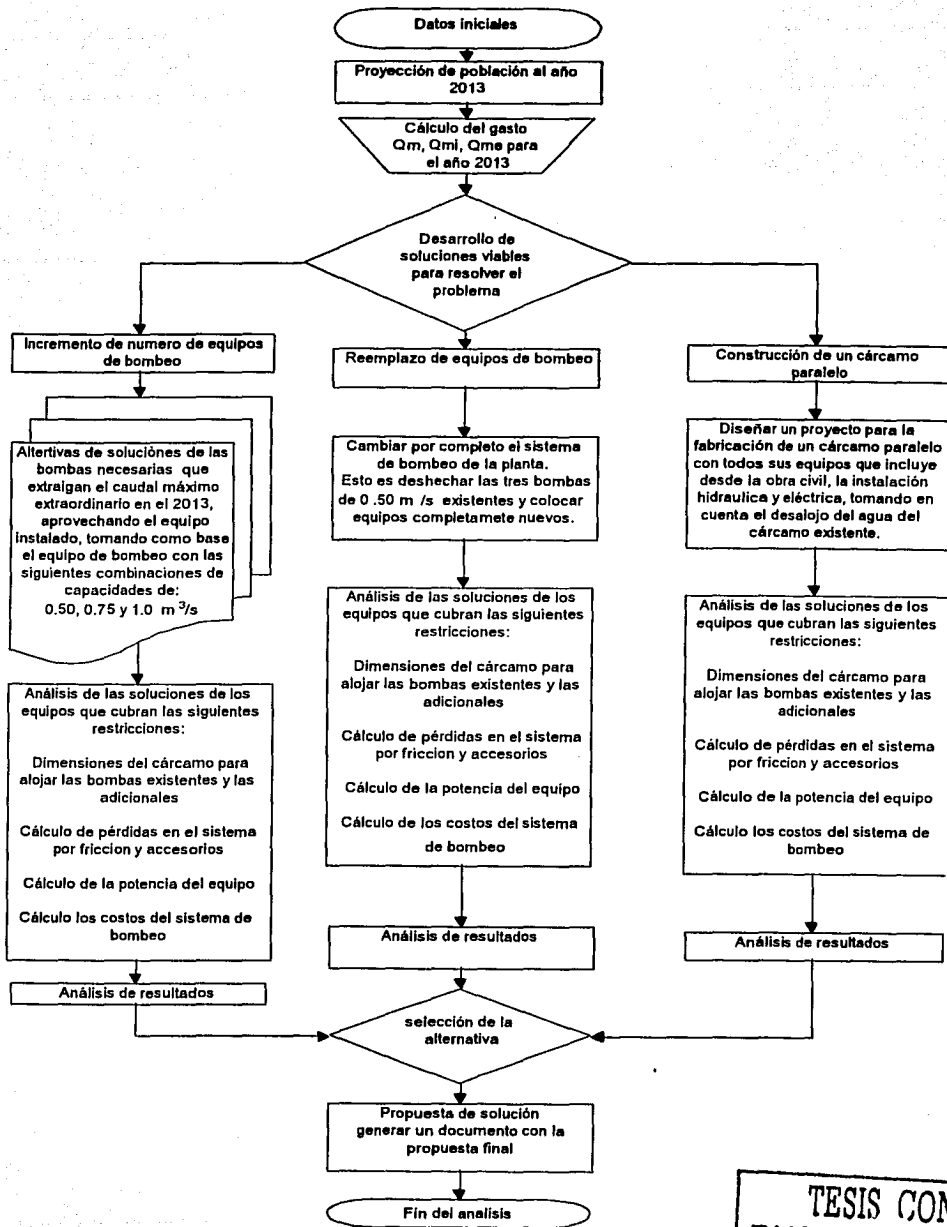 Datos iniciales
Proyección de población al año
2013
Cálculo del gasto
Qm, Qmi, Qme para
el año 2013
Desarrollo de
soluciones viables
para resolver el
problema
Incremento de numero de equipos
de bombeo
Altertivas de soluciónes de las
bombas necesarias que
extraigan el caudal máximo
extraordinario en el 2013,
aprovechando el equipo
instalado, tomando como base
el equipo de bombeo con las
siguientes combinaciones de
capacidades de:
0.50, 0.75 y 1.0 m ³/s
Análisis de las soluciones de los
equipos que cubran las siguientes
restricciones:
Dimensiones del cárcamo para
alojar las bombas existentes y las
adicionales
Cálculo de pérdidas en el sistema
por friccion y accesorios
Cálculo de la potencia del equipo
Cálculo los costos del sistema de
bombeo
Análisis de resultados
Reemplazo de equipos de bombeo
Cambiar por completo el sistema
de bombeo de la planta.
Esto es deshechar las tres bombas
de 0 .50 m /s existentes y colocar
equipos completamete nuevos.
Análisis de las soluciones de los
equipos que cubran las siguientes
restricciones:
Dimensiones del cárcamo para
alojar las bombas existentes y las
adicionales
Cálculo de pérdidas en el sistema
por friccion y accesorios
Cálculo de la potencia del equipo
Cálculo de los costos del sistema
de bombeo
Análisis de resultados
Construcción de un cárcamo
paralelo
Diseñar un proyecto para la
fabricación de un cárcamo paralelo
con todos sus equipos que incluye
desde la obra civil, la instalación
hidraulica y eléctrica, tomando en
cuenta el desalojo del agua del
cárcamo existente.
Análisis de las soluciones de los
equipos que cubran las siguientes
restricciones:
Dimensiones del cárcamo para
alojar las bombas existentes y las
adicionales
Cálculo de pérdidas en el sistema
por friccion y accesorios
Cálculo de la potencia del equipo
Cálculo los costos del sistema de
bombeo
Análisis de resultados
selección de la
alternativa
Propuesta de solución
generar un documento con la
propuesta final
Fin del analisis
TESIS CON